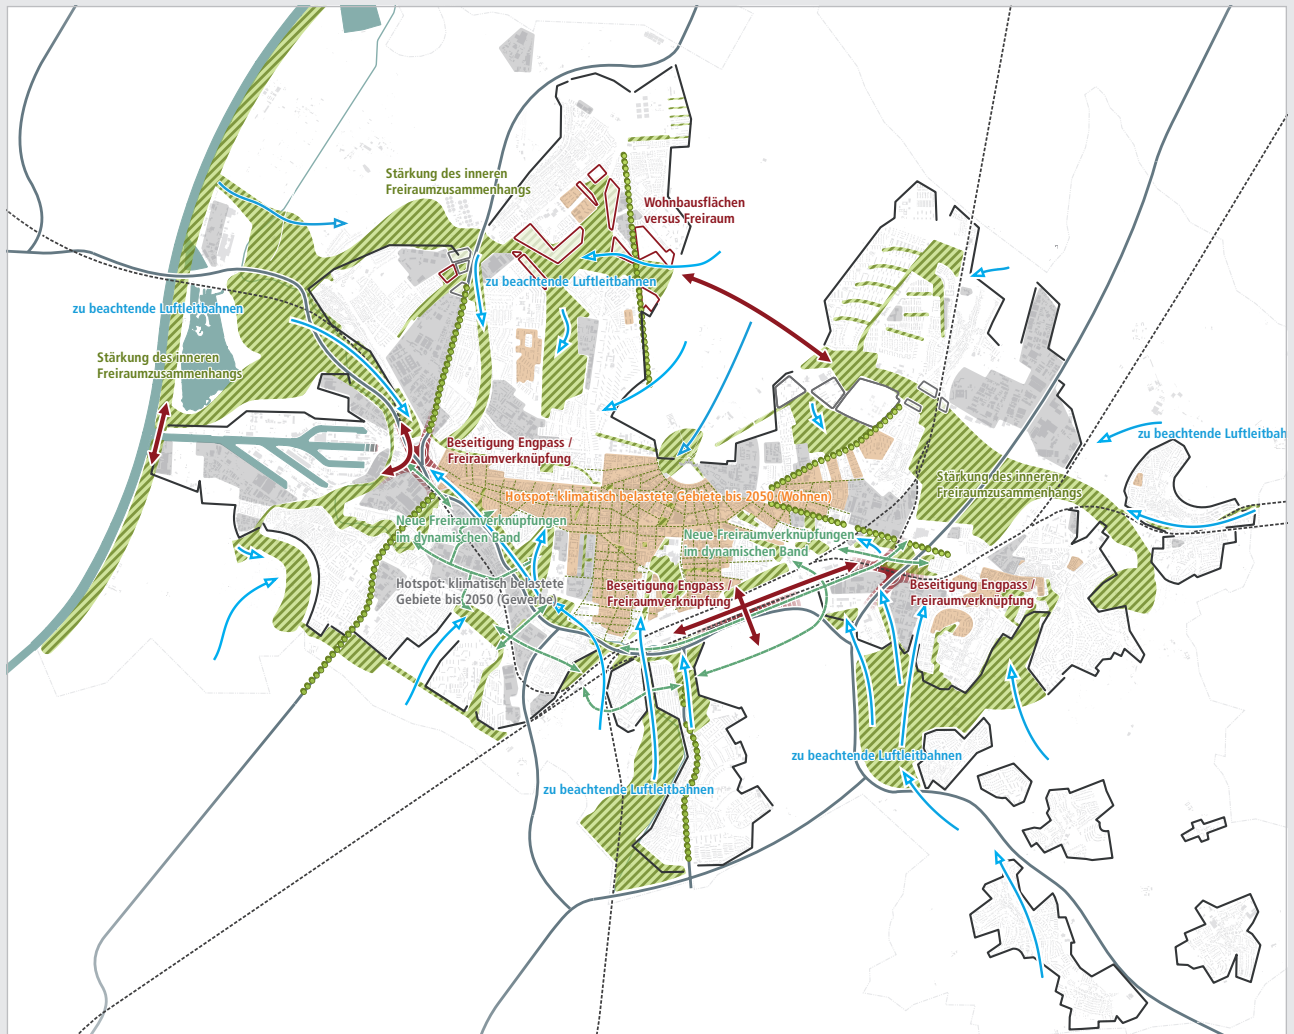 Stärkung des inneren
Freiraumzusammenhangs
Wohnbausflächen
versus Freiraum
zu beachtende Luftleitbahnen
zu beachtende Luftleitbahnen
Stärkung des inneren
Freiraumzusammenhangs
Beseitigung Engpass /
Freiraumverknüpfung
zu beachtende Luftleitbah
Stärkung des inneren
Freiraumzusammenhangs
Hotspot: klimatisch belastete Gebiete bis 2050 (Wohnen)
Neue Freiraumverknüpfungen
im dynamischen Band
Neue Freiraumverknüpfungen
im dynamischen Band
Hotspot: klimatisch belastete
Gebiete bis 2050 (Gewerbe)
Beseitigung Engpass /
Freiraumverknüpfung
Beseitigung Engpass /
Freiraumverknüpfung
zu beachtende Luftleitbahnen
zu beachtende Luftleitbahnen